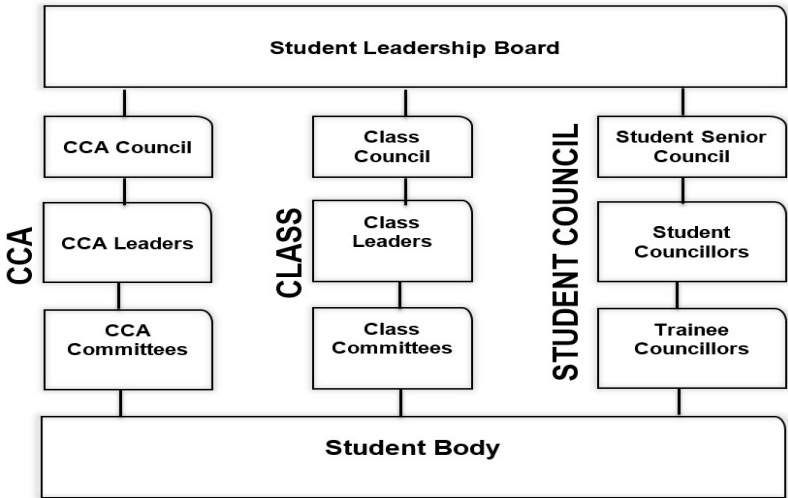 Student Leadership Board
CCA
CCA Council
CCA Leaders
CCA
Committees
CLASS
Class
Council
Class
Leaders
Class
Committees
STUDENT COUNCIL
Student Senior
Council
Student
Councillors
Trainee
Councillors
Student Body